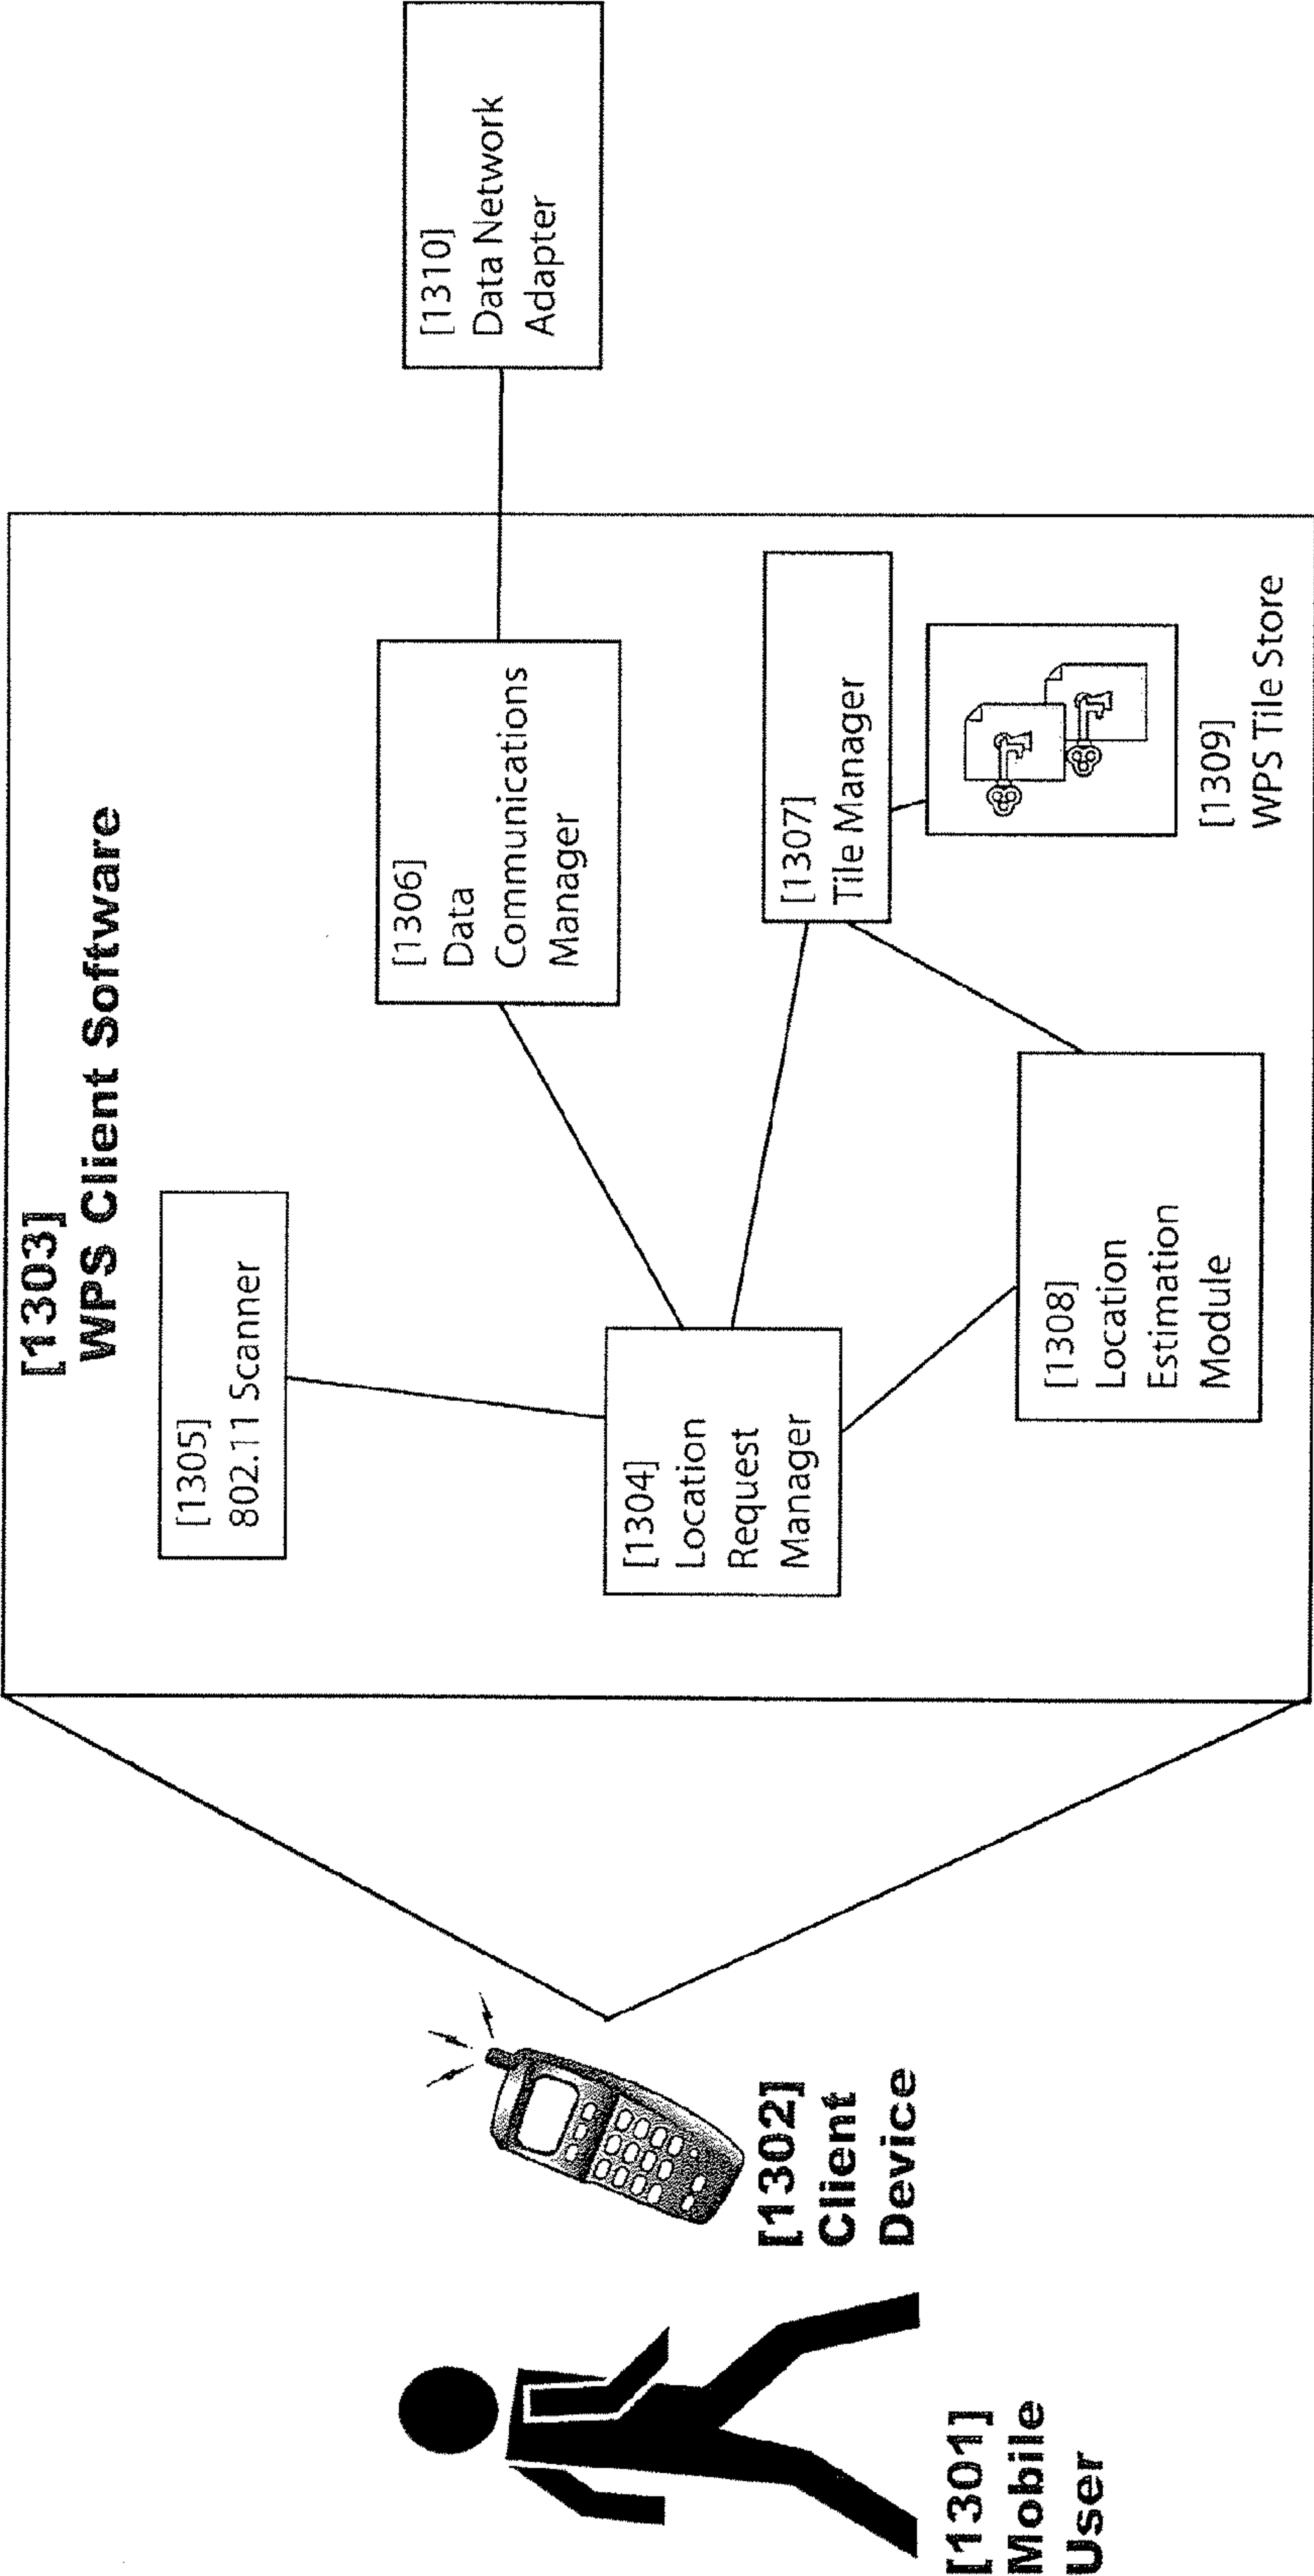 [1303]
WPS Client Software
[1305]
802.11 Scanner
[1306]
Data
Communications
Manager
[1310]
Data Network
Adapter
[1304]
Location
Request
Manager
[1307]
Tile Manager
[1308]
Location
Estimation
Module
[1309]
WPS Tile Store
[1302]
Client
Device
[1301]
Mobile
User